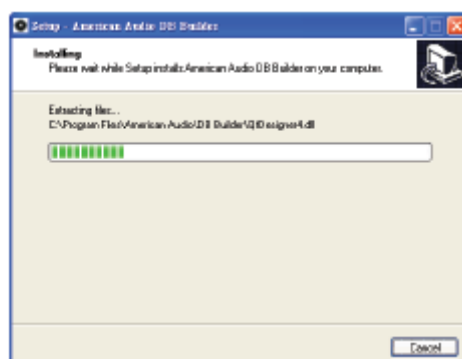 Setup - American Audio DB Builder
Installing
Please wait while Setup installs American Audio DB Builder on your computer.
Extracting files...
C:\Program Files\American Audio\DB Builder\QtDesigner4.dll
Cancel